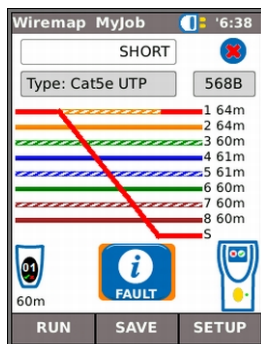 Wiremap MyJob '6:38
SHORT
Type: Cat5e UTP 568B
1 64m
2 64m
3 60m
4 61m
5 61m
6 60m
7 60m
8 60m
S
01
60m
i
FAULT
RUN SAVE SETUP